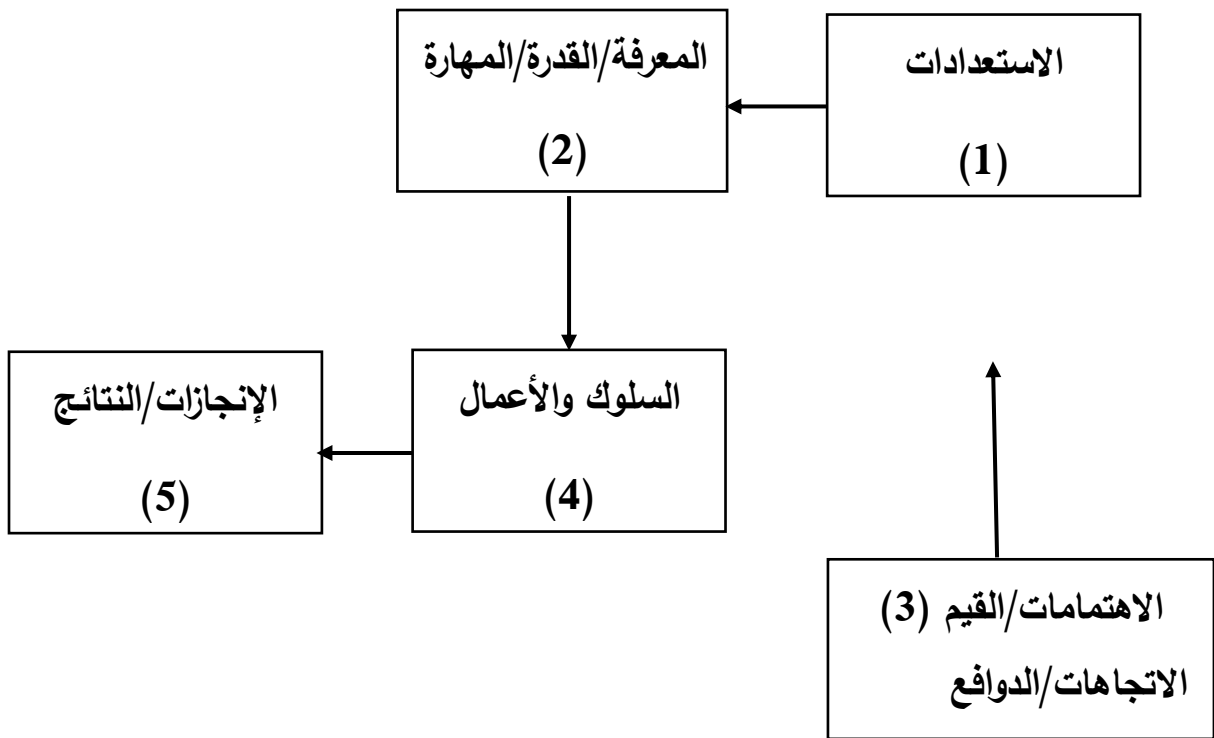 الاستعدادات
(1)
المعرفة/القدرة/المهارة
(2)
السلوك والأعمال
(4)
الإنجازات/النتائج
(5)
الاهتمامات/القيم (3)
الاتجاهات/الدوافع